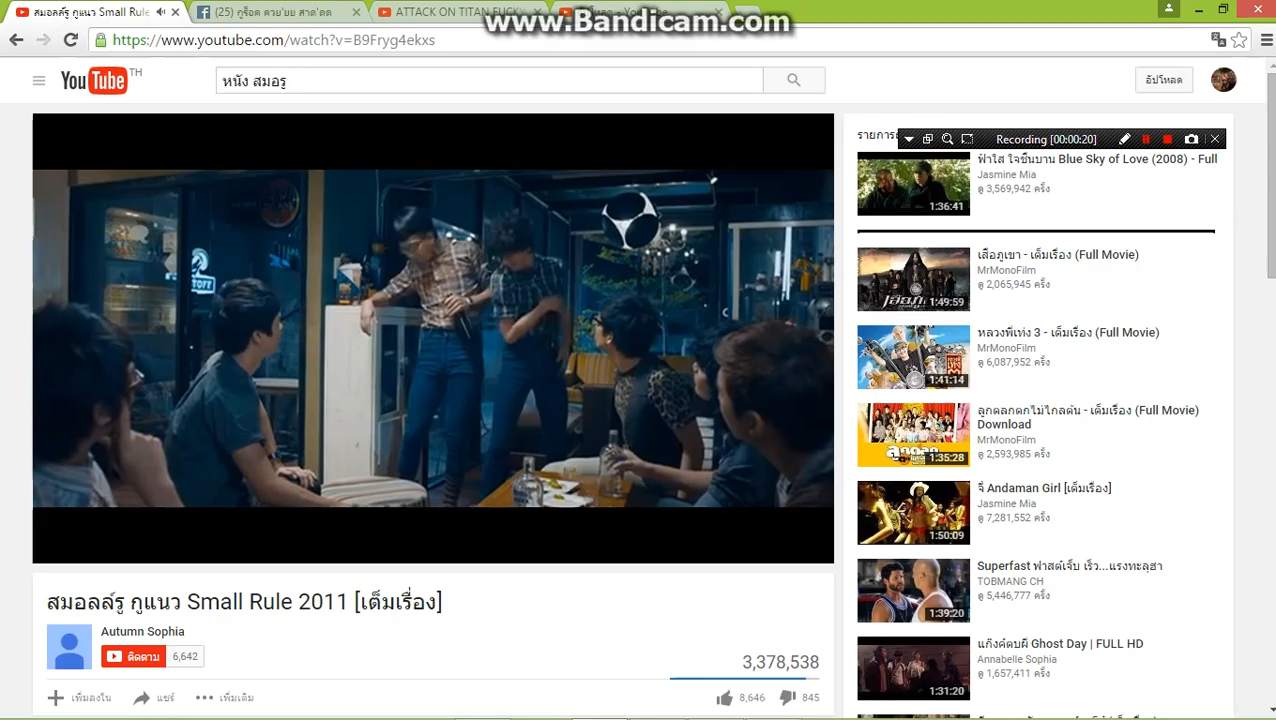 สมอลล์รู กูแนว Small Rule
(25) กูร็อค ตวย'ยย สาด'ตด
ATTACK ON TITAN FUCK
YouTube
www.Bandicam.com
https://www.youtube.com/watch?v=B9Fryg4ekxs
YouTube TH
หนัง สมอรู
อัปโหลด
Recording [00:00:20]
ฟ้าใส ใจชื่นบาน Blue Sky of Love (2008) - Full
Jasmine Mia
ดู 3,569,942 ครั้ง
1:36:41
เสือภูเขา - เต็มเรื่อง (Full Movie)
MrMonoFilm
ดู 2,065,945 ครั้ง
1:49:59
หลวงพี่เท่ง 3 - เต็มเรื่อง (Full Movie)
MrMonoFilm
ดู 6,087,952 ครั้ง
1:41:14
ลูกตลกตกไม่ไกลต้น - เต็มเรื่อง (Full Movie)
Download
MrMonoFilm
ดู 2,593,985 ครั้ง
1:35:28
จี้ Andaman Girl [เต็มเรื่อง]
Jasmine Mia
ดู 7,281,552 ครั้ง
1:50:09
Superfast ฟาสต์เจ็บ เร็ว...แรงทะลุฮา
TOBMANG CH
ดู 5,446,777 ครั้ง
1:39:20
แก๊งค์ตบผี Ghost Day | FULL HD
Annabelle Sophia
ดู 1,657,411 ครั้ง
1:31:20
สมอลล์รู กูแนว Small Rule 2011 [เต็มเรื่อง]
Autumn Sophia
ติดตาม 6,642
3,378,538
เพิ่มลงใน แชร์ เพิ่มเติม 8,646 845